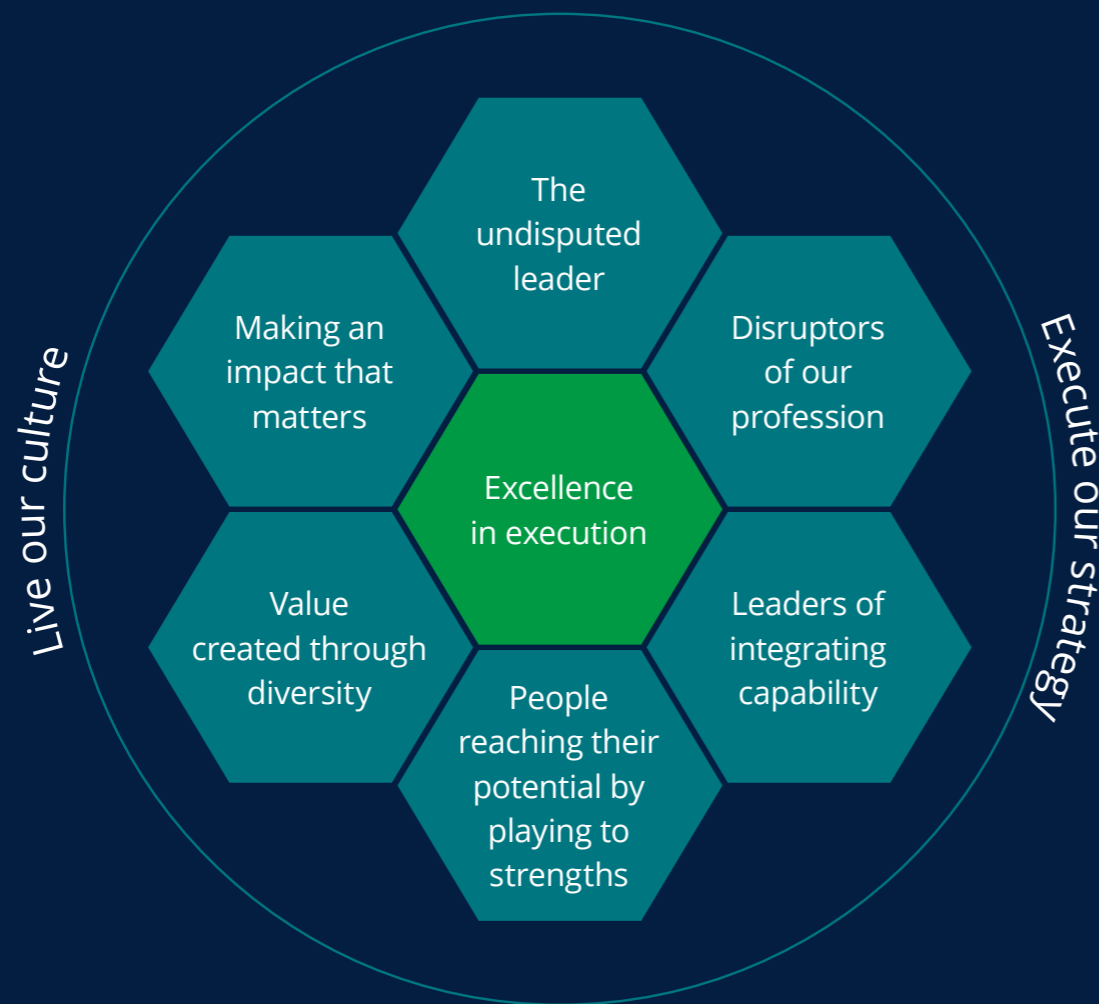 The
undisputed
leader
Making an
impact that
matters
Disruptors
of our
profession
Live our culture
Execute our strategy
Excellence
in execution
Value
created through
diversity
Leaders of
integrating
capability
People
reaching their
potential by
playing to
strengths